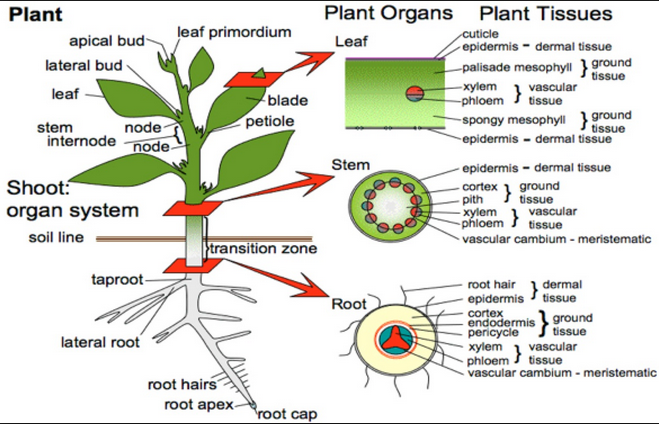 Plant
Plant Organs
Plant Tissues
apical bud
leaf primordium
lateral bud
leaf
blade
petiole
stem
node
internode
node
Shoot:
organ system
soil line
transition zone
taproot
lateral root
root hairs
root apex
root cap
Leaf
cuticle
epidermis – dermal tissue
palisade mesophyll
ground
tissue
xylem
phloem
vascular
tissue
spongy mesophyll
ground
tissue
epidermis – dermal tissue
Stem
epidermis – dermal tissue
cortex
pith
ground
tissue
xylem
phloem
vascular
tissue
vascular cambium - meristematic
Root
root hair
epidermis
dermal
tissue
cortex
endodermis
pericycle
ground
tissue
xylem
phloem
vascular
tissue
vascular cambium - meristematic